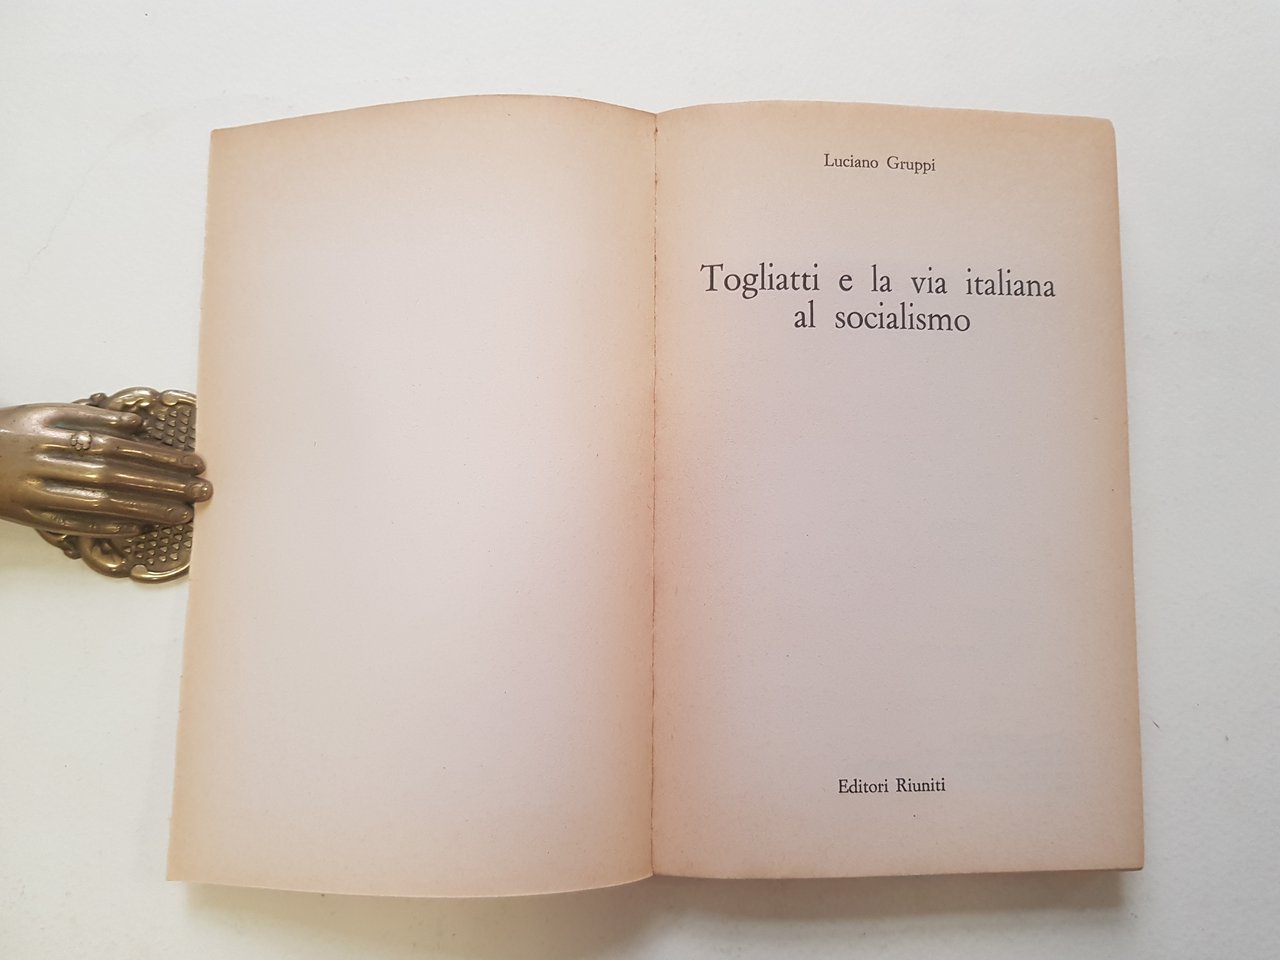 Luciano Gruppi
Togliatti e la via italiana
al socialismo
Editori Riuniti